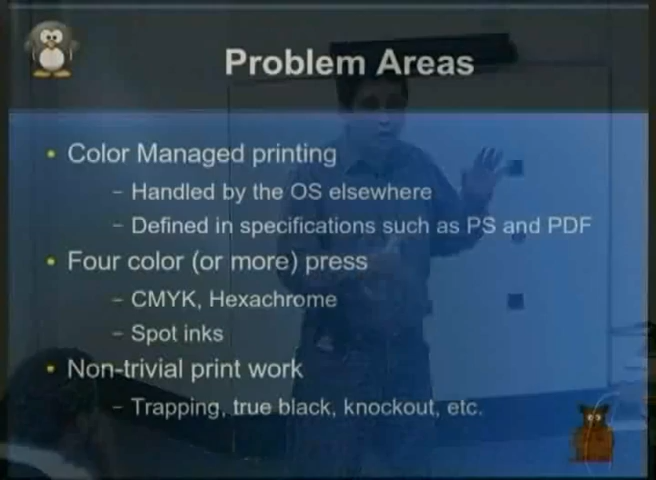 Problem Areas
• Color Managed printing
– Handled by the OS elsewhere
– Defined in specifications such as PS and PDF
• Four color (or more) press
– CMYK, Hexachrome
– Spot inks
• Non-trivial print work
– Trapping, true black, knockout, etc.